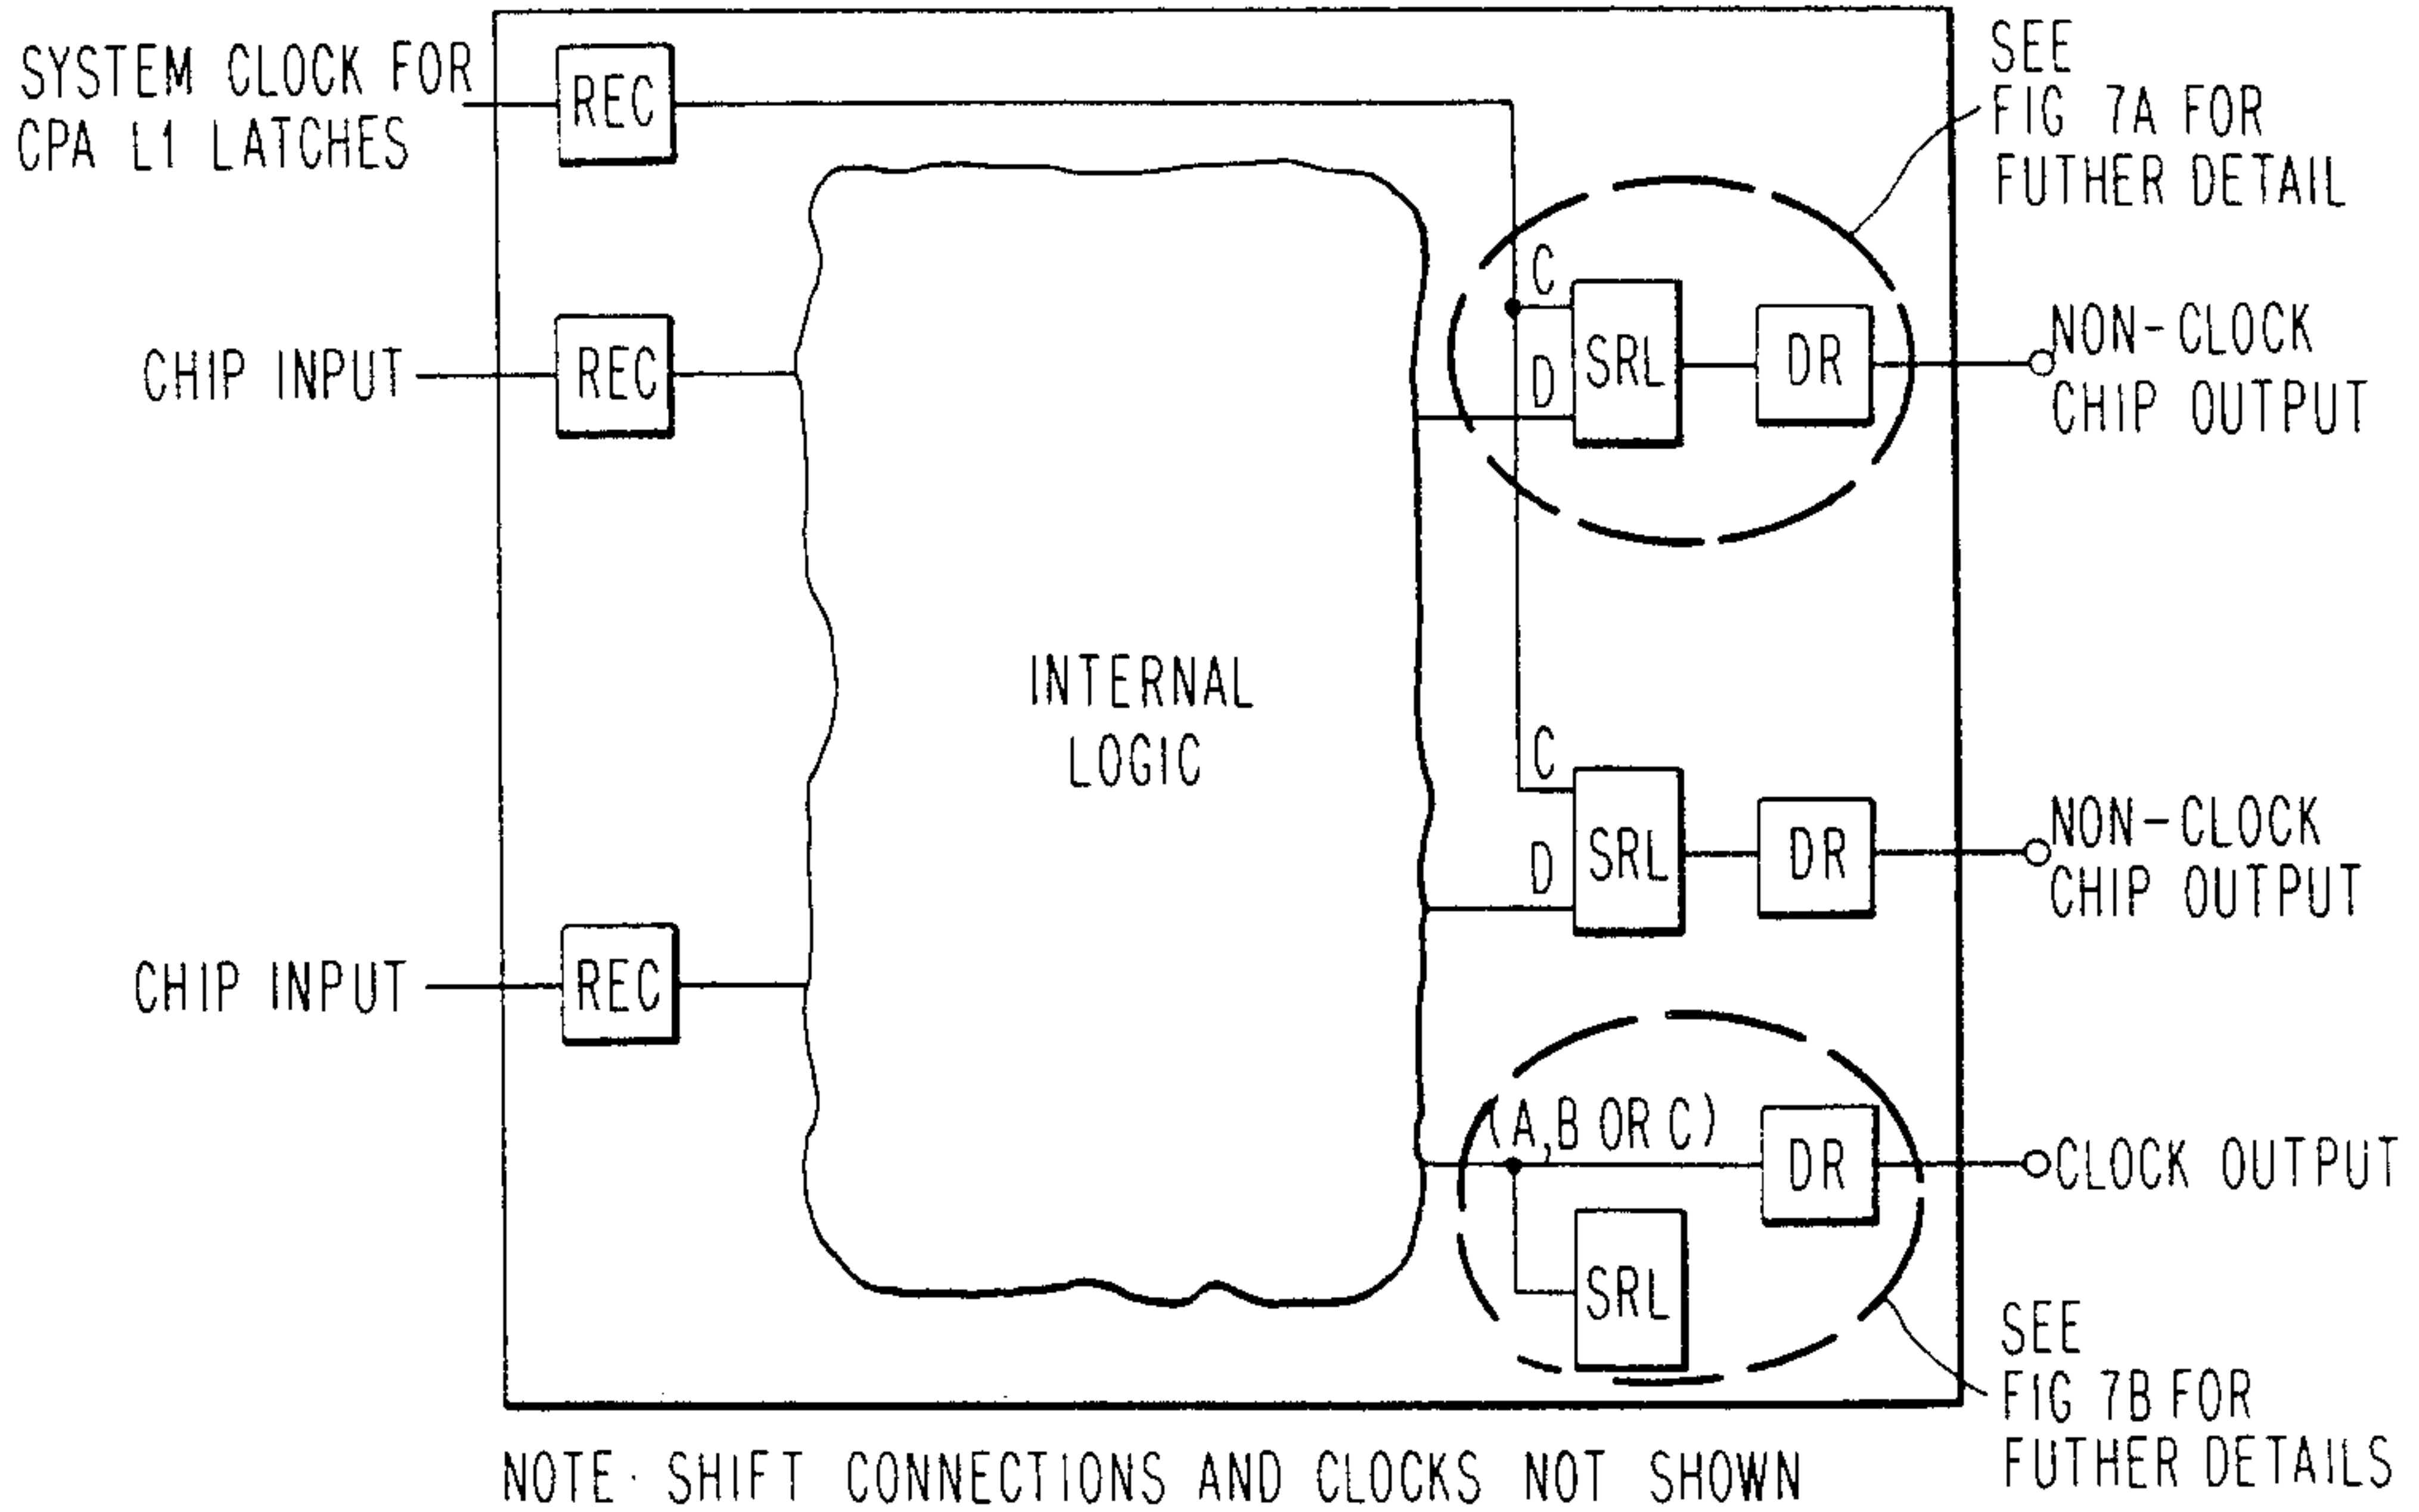 SYSTEM CLOCK FOR
CPA L1 LATCHES
REC
SEE
FIG 7A FOR
FUTHER DETAIL
CHIP INPUT
REC
C
D
SRL
DR
NON-CLOCK
CHIP OUTPUT
INTERNAL
LOGIC
C
D
SRL
DR
NON-CLOCK
CHIP OUTPUT
CHIP INPUT
REC
(A,B OR C)
DR
CLOCK OUTPUT
SRL
SEE
FIG 7B FOR
FUTHER DETAILS
NOTE· SHIFT CONNECTIONS AND CLOCKS NOT SHOWN